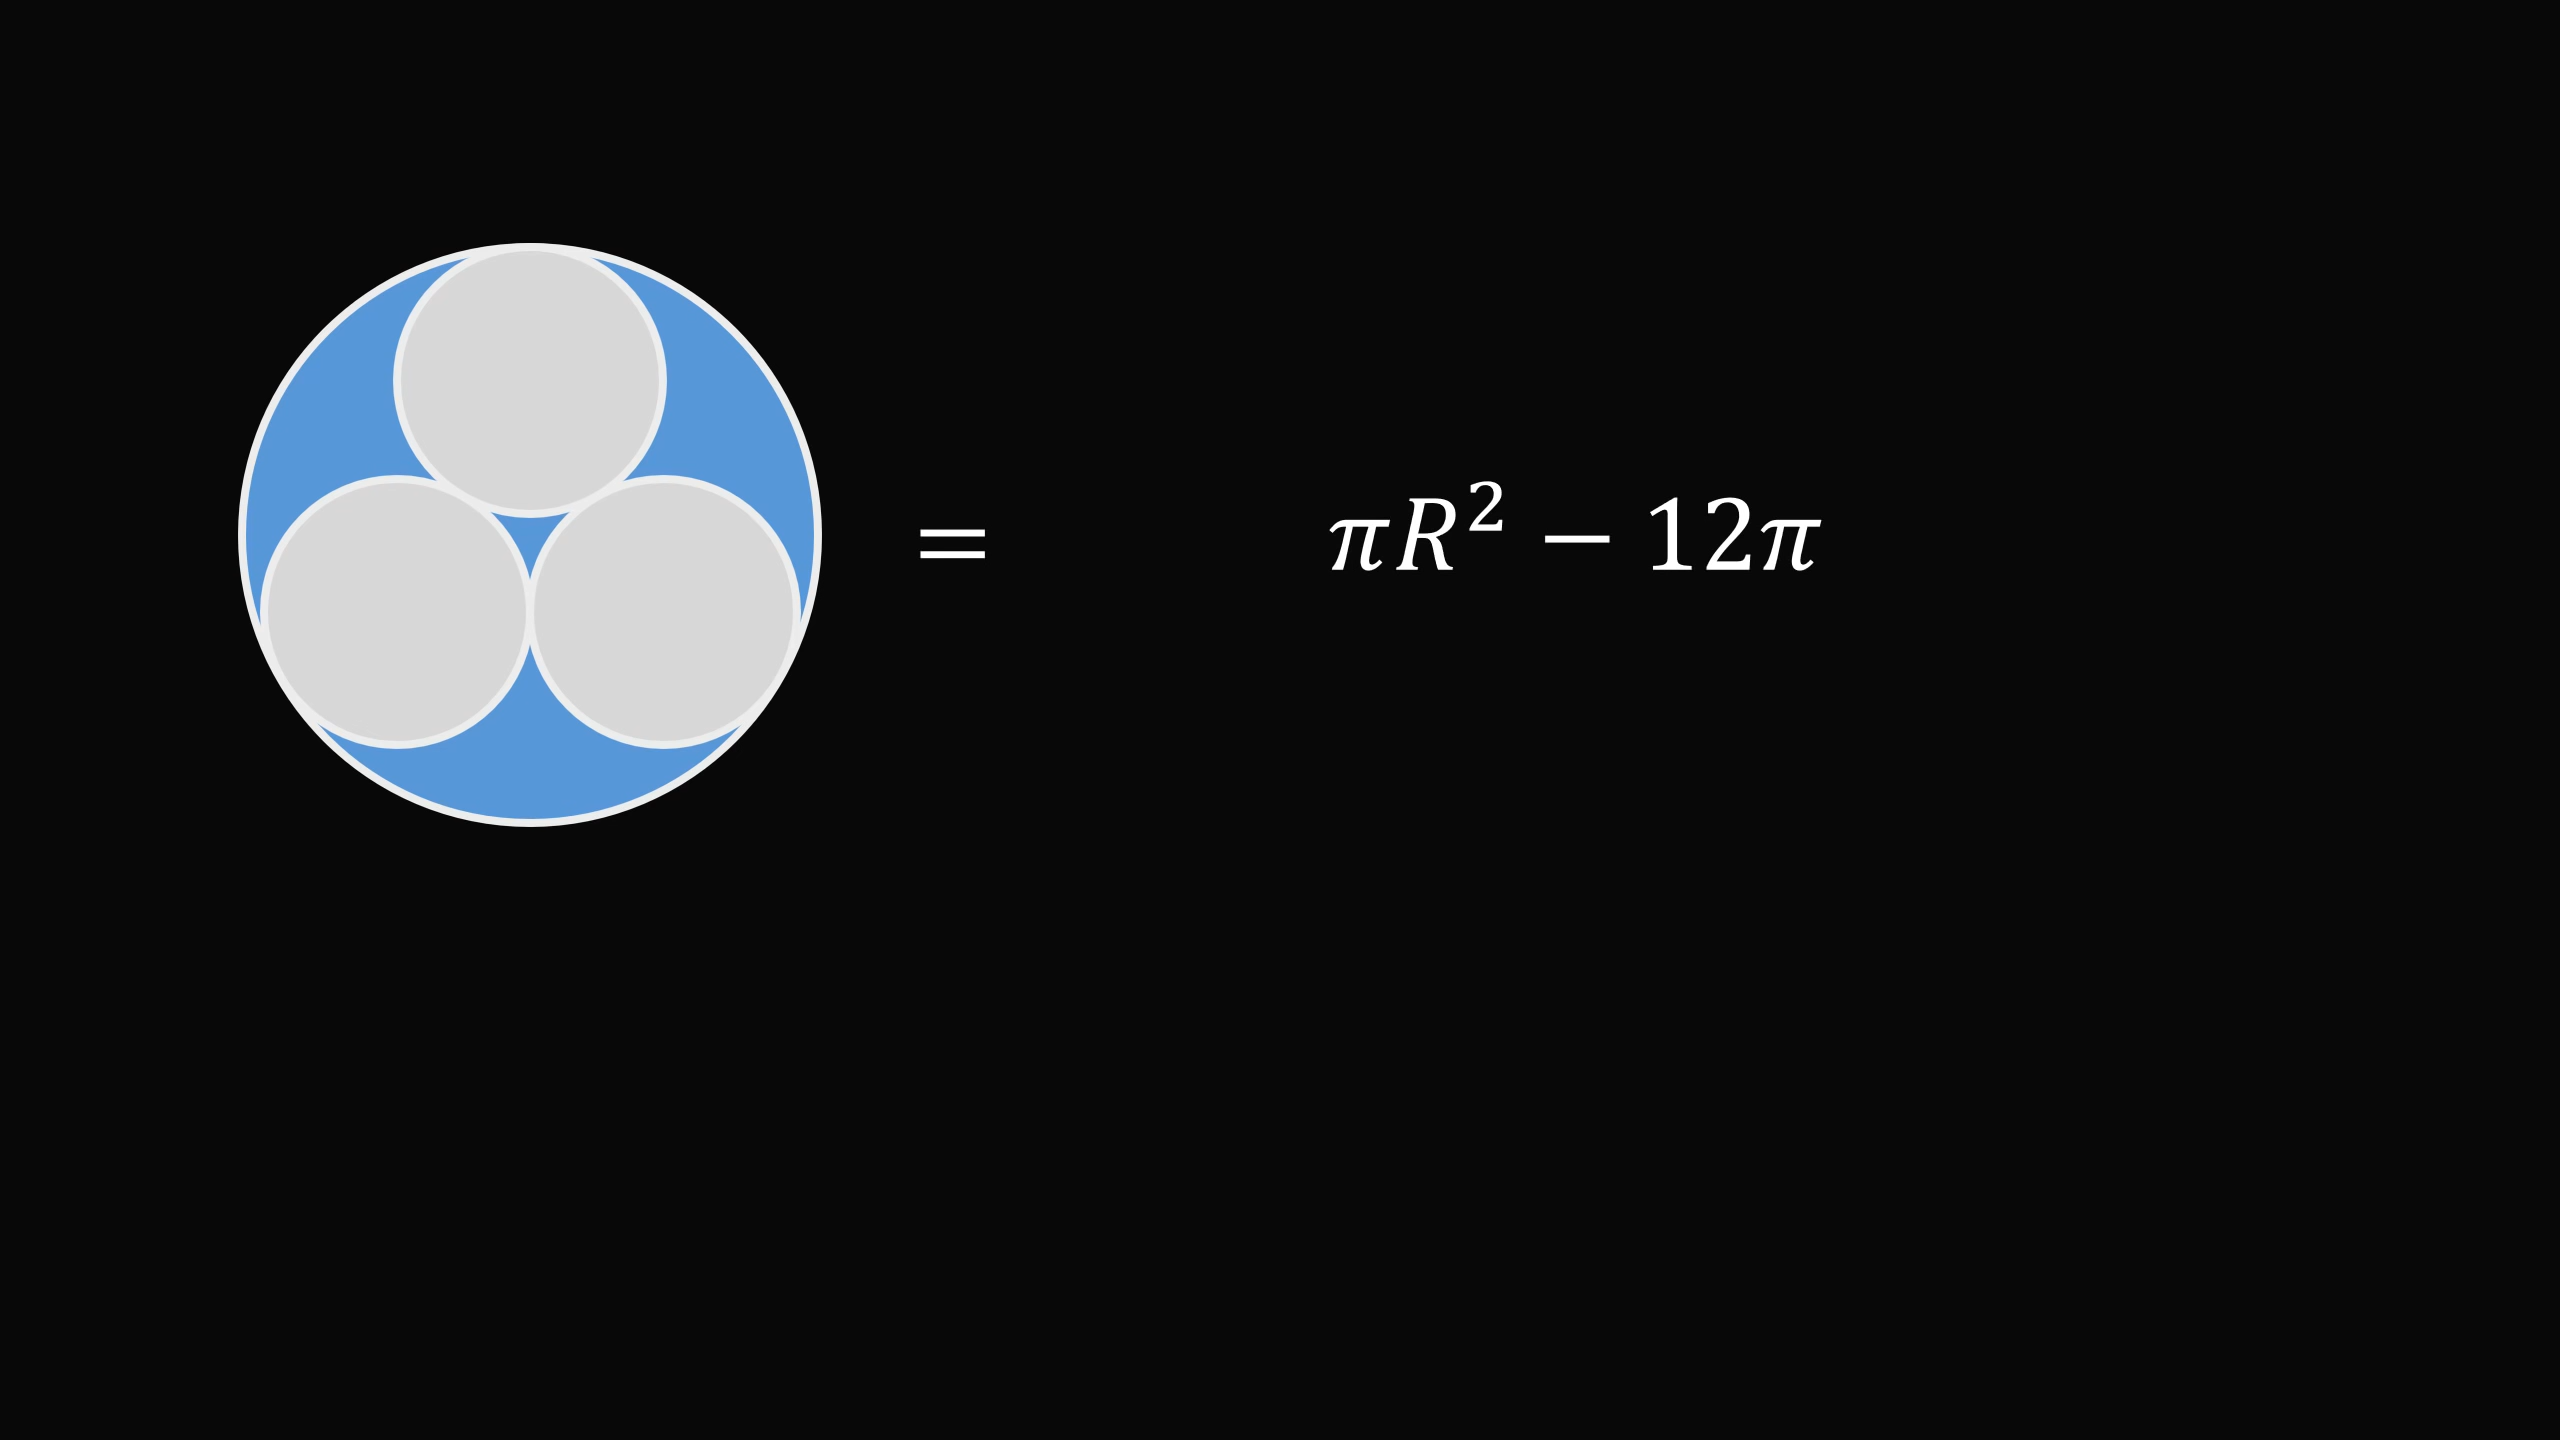 = 𝜋𝑅² − 12𝜋